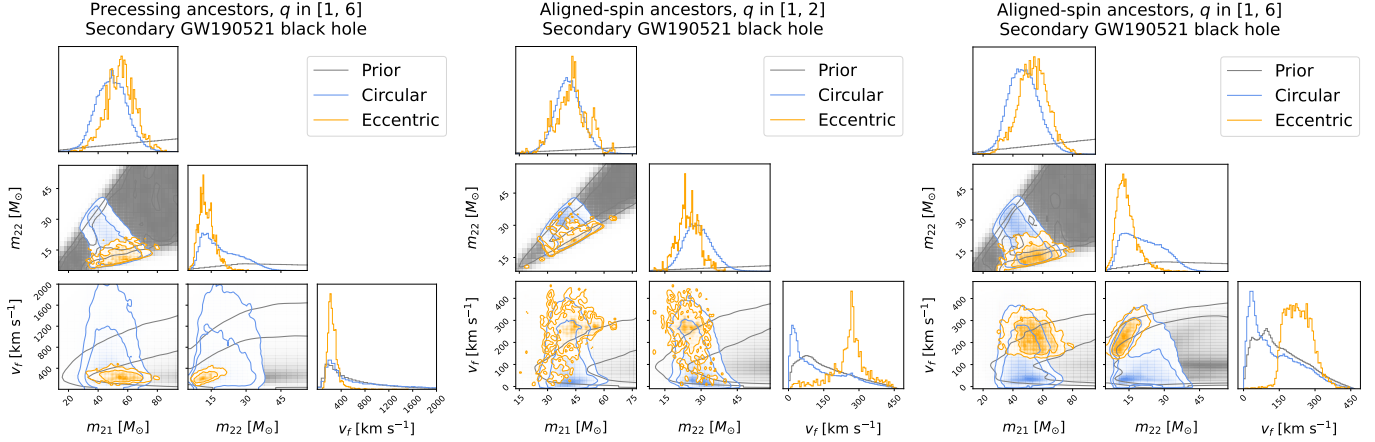 Precessing ancestors, q in [1, 6]
Secondary GW190521 black hole
Prior
Circular
Eccentric
m22 [M⊙]
45
30
15
vf [km s−1]
2000
1600
1200
800
400
20
40
60
80
15
30
45
400
800
1200
1600
2000
m21 [M⊙]
m22 [M⊙]
vf [km s−1]
Aligned-spin ancestors, q in [1, 2]
Secondary GW190521 black hole
Prior
Circular
Eccentric
m22 [M⊙]
45
30
15
vf [km s−1]
400
300
200
100
0
15
30
45
60
75
15
30
45
0
150
300
450
m21 [M⊙]
m22 [M⊙]
vf [km s−1]
Aligned-spin ancestors, q in [1, 6]
Secondary GW190521 black hole
Prior
Circular
Eccentric
m22 [M⊙]
45
30
15
vf [km s−1]
400
300
200
100
0
20
40
60
80
15
30
45
0
150
300
450
m21 [M⊙]
m22 [M⊙]
vf [km s−1]